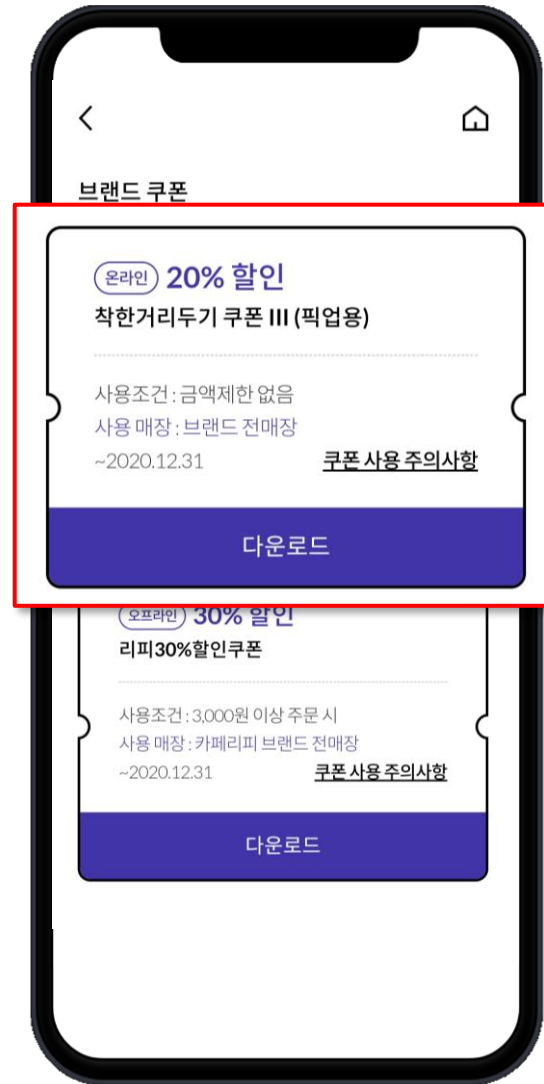 브랜드 쿠폰
온라인 20% 할인
착한거리두기 쿠폰 III (픽업용)
사용조건 : 금액제한 없음
사용 매장 : 브랜드 전매장
~2020.12.31 쿠폰 사용 주의사항
다운로드
오프라인 30% 할인
리피30%할인쿠폰
사용조건 : 3,000원 이상 주문 시
사용 매장 : 카페리피 브랜드 전매장
~2020.12.31 쿠폰 사용 주의사항
다운로드